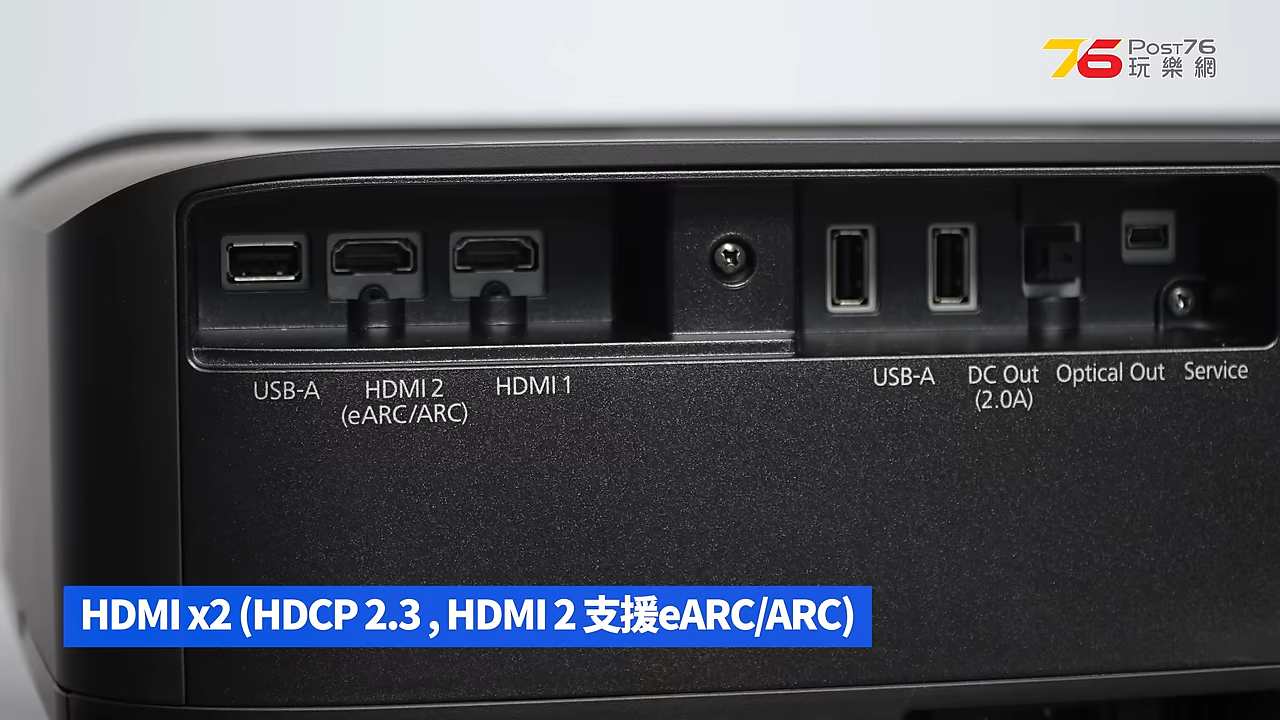 76 POST76
玩樂網
USB-A
HDMI 2
(eARC/ARC)
HDMI 1
USB-A
DC Out
(2.0A)
Optical Out
Service
HDMI x2 (HDCP 2.3 , HDMI 2 支援eARC/ARC)